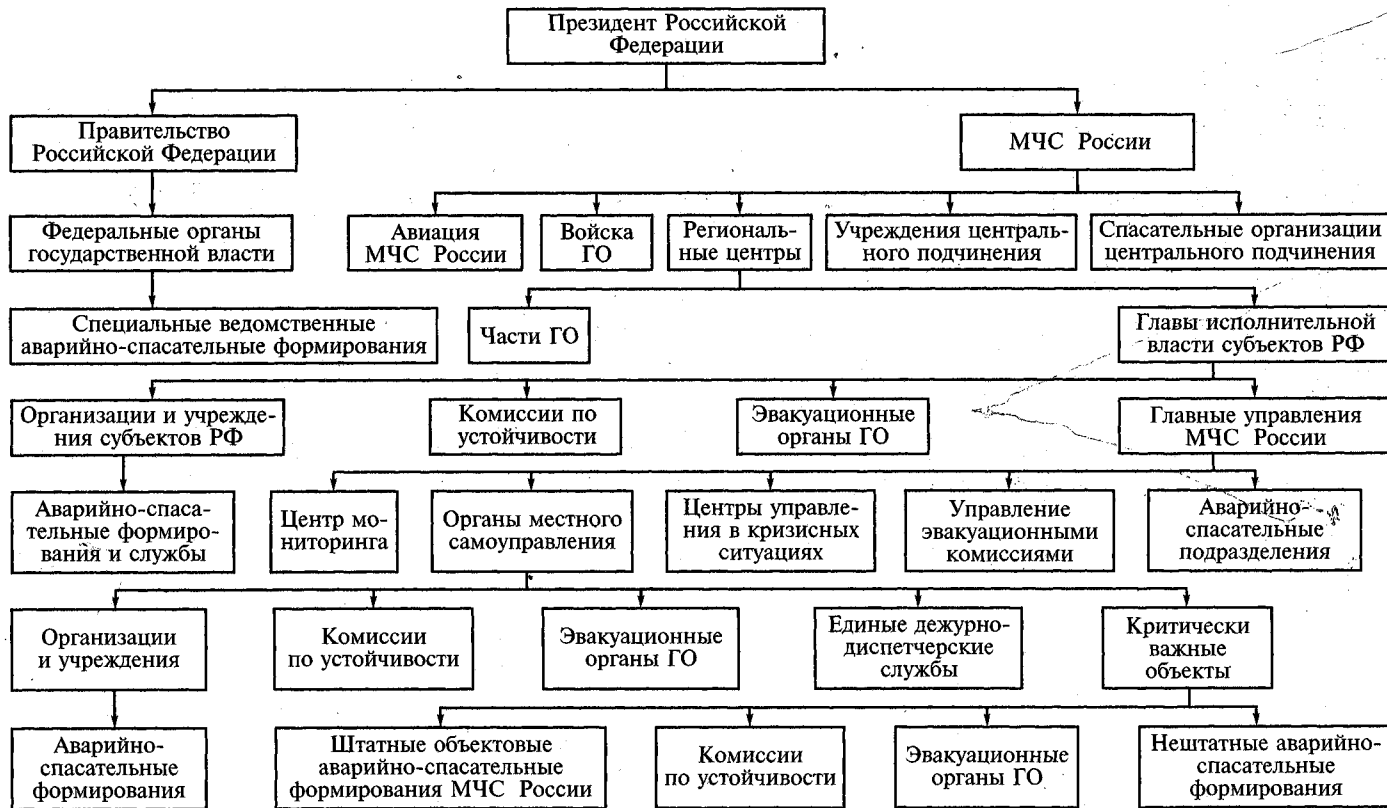 Президент Российской
Федерации
Правительство
Российской Федерации
МЧС России
Федеральные органы
государственной власти
Авиация
МЧС России
Войска
ГО
Региональ-
ные центры
Учреждения централь-
ного подчинения
Спасательные организации
центрального подчинения
Специальные ведомственные
аварийно-спасательные формирования
Части ГО
Главы исполнительной
власти субъектов РФ
Организации и учрежде-
ния субъектов РФ
Комиссии по
устойчивости
Эвакуационные
органы ГО
Главные управления
МЧС России
Аварийно-спаса-
тельные формиро-
вания и службы
Центр мо-
ниторинга
Органы местного
самоуправления
Центры управле-
ния в кризисных
ситуациях
Управление
эвакуационными
комиссиями
Аварийно-
спасательные
подразделения
Организации
и учреждения
Комиссии
по устойчивости
Эвакуационные
органы ГО
Единые дежурно-
диспетчерские
службы
Критически
важные
объекты
Аварийно-
спасательные
формирования
Штатные объектовые
аварийно-спасательные
формирования МЧС России
Комиссии
по устойчивости
Эвакуационные
органы ГО
Нештатные аварийно-
спасательные
формирования